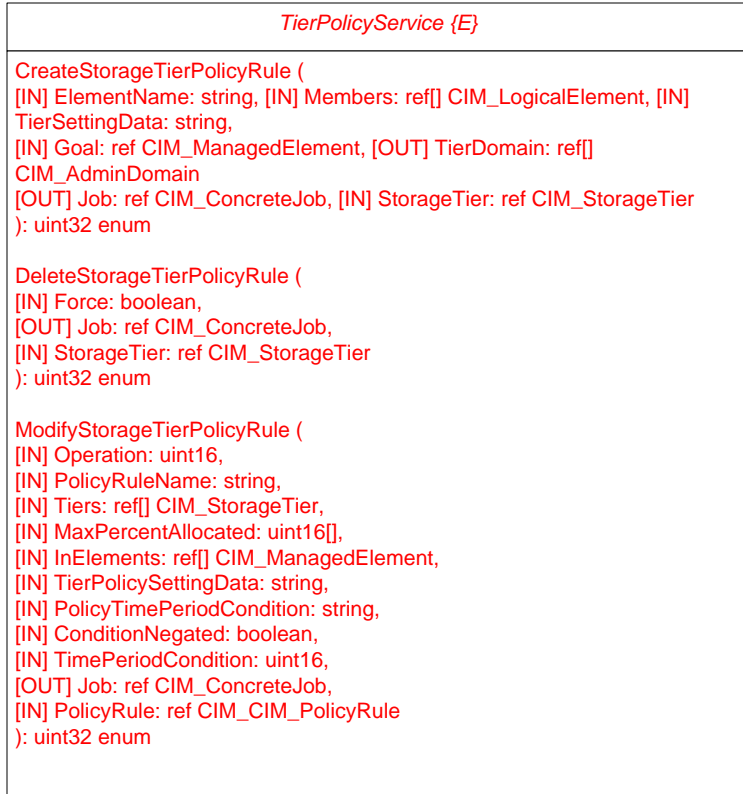 TierPolicyService {E}
CreateStorageTierPolicyRule (
[IN] ElementName: string, [IN] Members: ref[] CIM_LogicalElement, [IN]
TierSettingData: string,
[IN] Goal: ref CIM_ManagedElement, [OUT] TierDomain: ref[]
CIM_AdminDomain
[OUT] Job: ref CIM_ConcreteJob, [IN] StorageTier: ref CIM_StorageTier
): uint32 enum
DeleteStorageTierPolicyRule (
[IN] Force: boolean,
[OUT] Job: ref CIM_ConcreteJob,
[IN] StorageTier: ref CIM_StorageTier
): uint32 enum
ModifyStorageTierPolicyRule (
[IN] Operation: uint16,
[IN] PolicyRuleName: string,
[IN] Tiers: ref[] CIM_StorageTier,
[IN] MaxPercentAllocated: uint16[],
[IN] InElements: ref[] CIM_ManagedElement,
[IN] TierPolicySettingData: string,
[IN] PolicyTimePeriodCondition: string,
[IN] ConditionNegated: boolean,
[IN] TimePeriodCondition: uint16,
[OUT] Job: ref CIM_ConcreteJob,
[IN] PolicyRule: ref CIM_CIM_PolicyRule
): uint32 enum